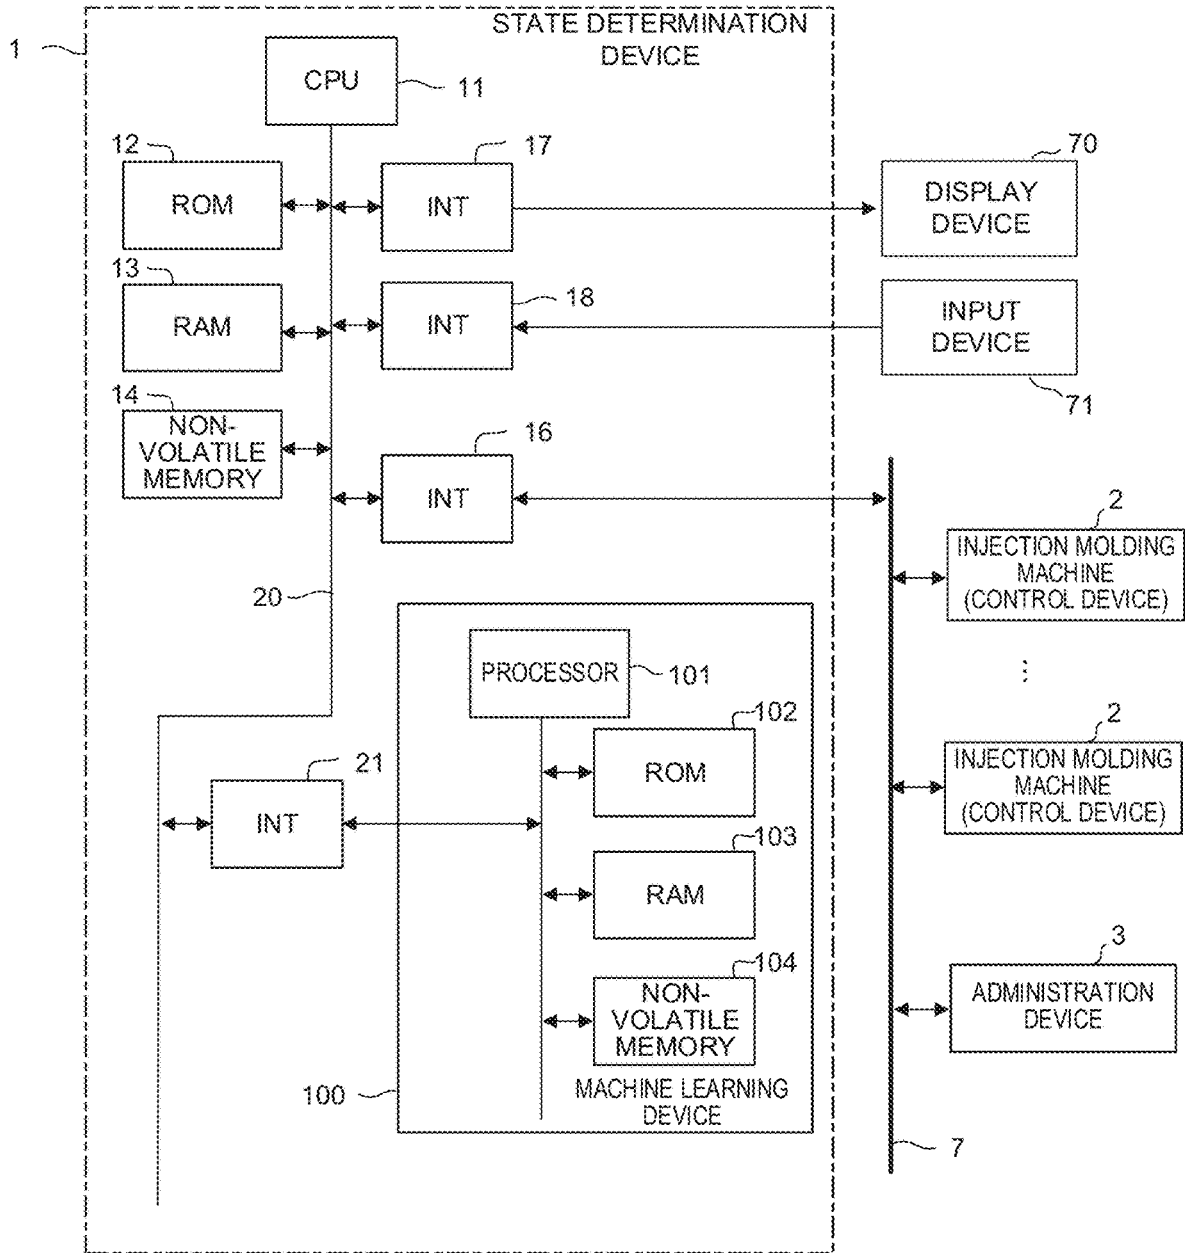 1
STATE DETERMINATION
DEVICE
CPU
11
12
ROM
17
INT
70
DISPLAY
DEVICE
13
RAM
18
INT
INPUT
DEVICE
71
14
NON-
VOLATILE
MEMORY
16
INT
2
INJECTION MOLDING
MACHINE
(CONTROL DEVICE)
20
⋮
PROCESSOR
101
102
ROM
2
INJECTION MOLDING
MACHINE
(CONTROL DEVICE)
21
INT
103
RAM
3
ADMINISTRATION
DEVICE
104
NON-
VOLATILE
MEMORY
100
MACHINE LEARNING
DEVICE
7